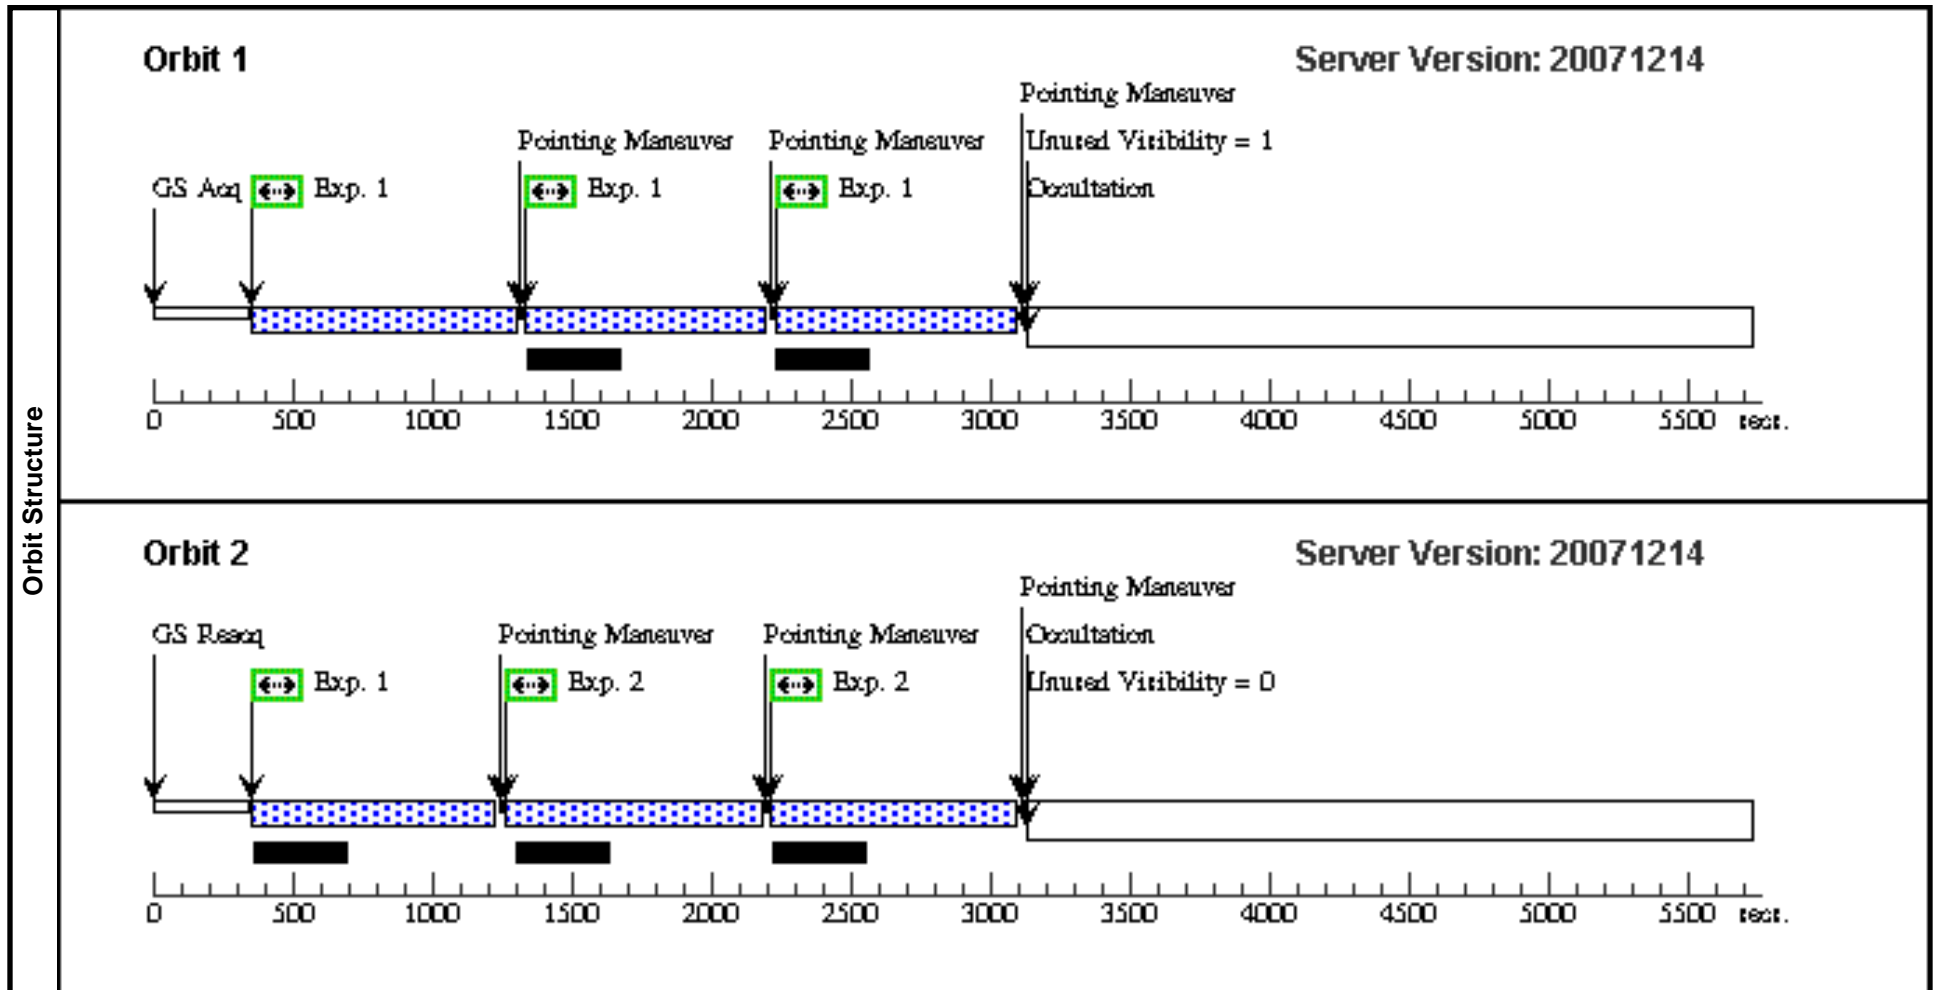 Orbit Structure
Orbit 1
Server Version: 20071214
Pointing Maneuver
Pointing Maneuver Pointing Maneuver Unused Visibility = 1
GS Acq Exp. 1 Exp. 1 Exp. 1 Occultation
0 500 1000 1500 2000 2500 3000 3500 4000 4500 5000 5500 secs.
Orbit 2
Server Version: 20071214
Pointing Maneuver
GS Reacq Pointing Maneuver Pointing Maneuver Occultation
Exp. 1 Exp. 2 Exp. 2 Unused Visibility = 0
0 500 1000 1500 2000 2500 3000 3500 4000 4500 5000 5500 secs.